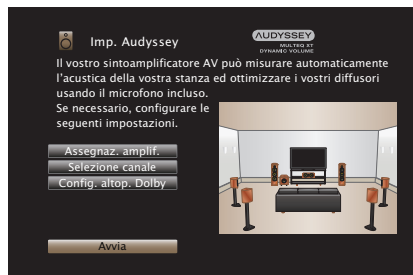 Imp. Audyssey
AUDYSSEY
MULTEQ XT
DYNAMIC VOLUME
Il vostro sintoamplificatore AV può misurare automaticamente
l'acustica della vostra stanza ed ottimizzare i vostri diffusori
usando il microfono incluso.
Se necessario, configurare le
seguenti impostazioni.
Assegnaz. amplif.
Selezione canale
Config. altop. Dolby
Avvia